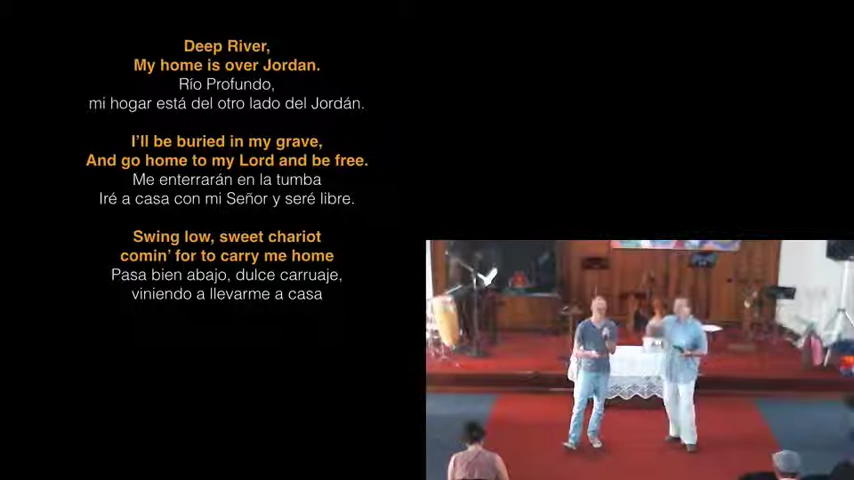 Deep River,
My home is over Jordan.
Río Profundo,
mi hogar está del otro lado del Jordán.
I'll be buried in my grave,
And go home to my Lord and be free.
Me enterrarán en la tumba
Iré a casa con mi Señor y seré libre.
Swing low, sweet chariot
comin' for to carry me home
Pasa bien abajo, dulce carruaje,
viniendo a llevarme a casa